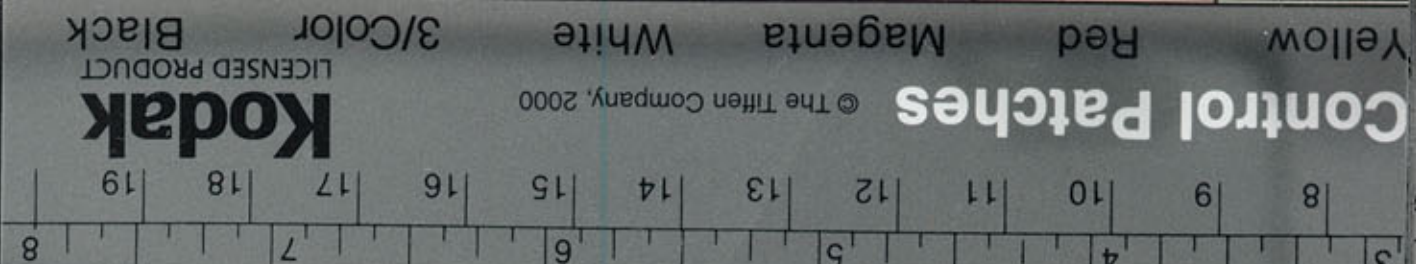 3 4 5 6 7 8
8 9 10 11 12 13 14 15 16 17 18 19
Control Patches © The Tiffen Company, 2000 Kodak
LICENSED PRODUCT
Yellow Red Magenta White 3/Color Black